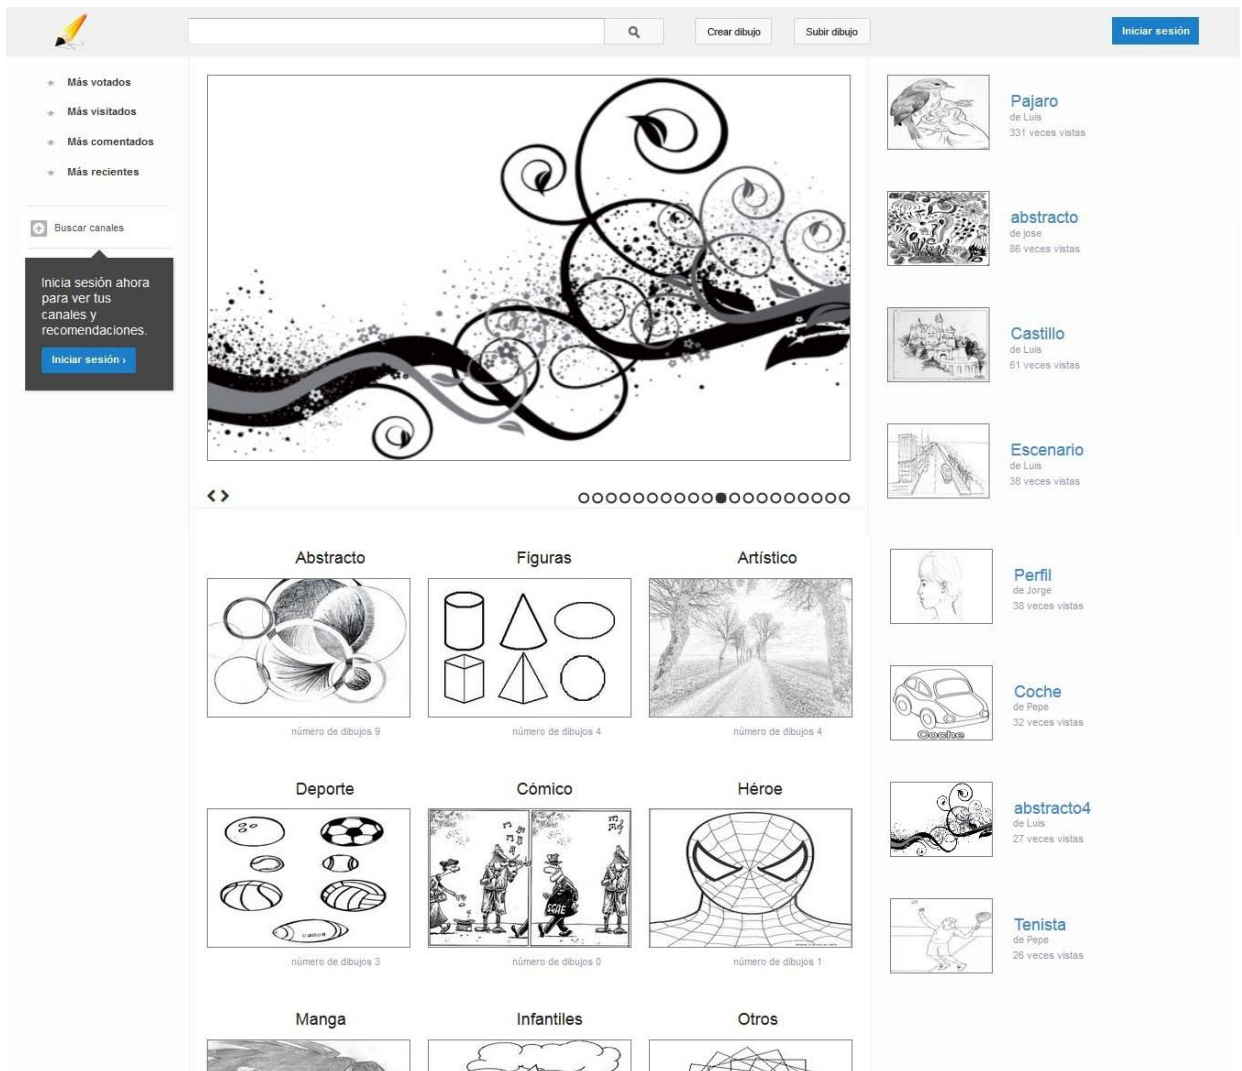 Crear dibujo
Subir dibujo
Iniciar sesión
Más votados
Más visitados
Más comentados
Más recientes
Buscar canales
Inicia sesión ahora
para ver tus
canales y
recomendaciones.
Iniciar sesión ›
Abstracto
Figuras
Artístico
número de dibujos 9
número de dibujos 4
número de dibujos 4
Deporte
Cómico
Héroe
SGAE
número de dibujos 3
número de dibujos 0
número de dibujos 1
Manga
Infantiles
Otros
Pajaro
de Luis
331 veces vistas
abstracto
de jose
86 veces vistas
Castillo
de Luis
61 veces vistas
Escenario
de Luis
38 veces vistas
Perfil
de Jorge
38 veces vistas
Coche
Coche
de Pepe
32 veces vistas
abstracto4
de Luis
27 veces vistas
Tenista
de Pepe
26 veces vistas